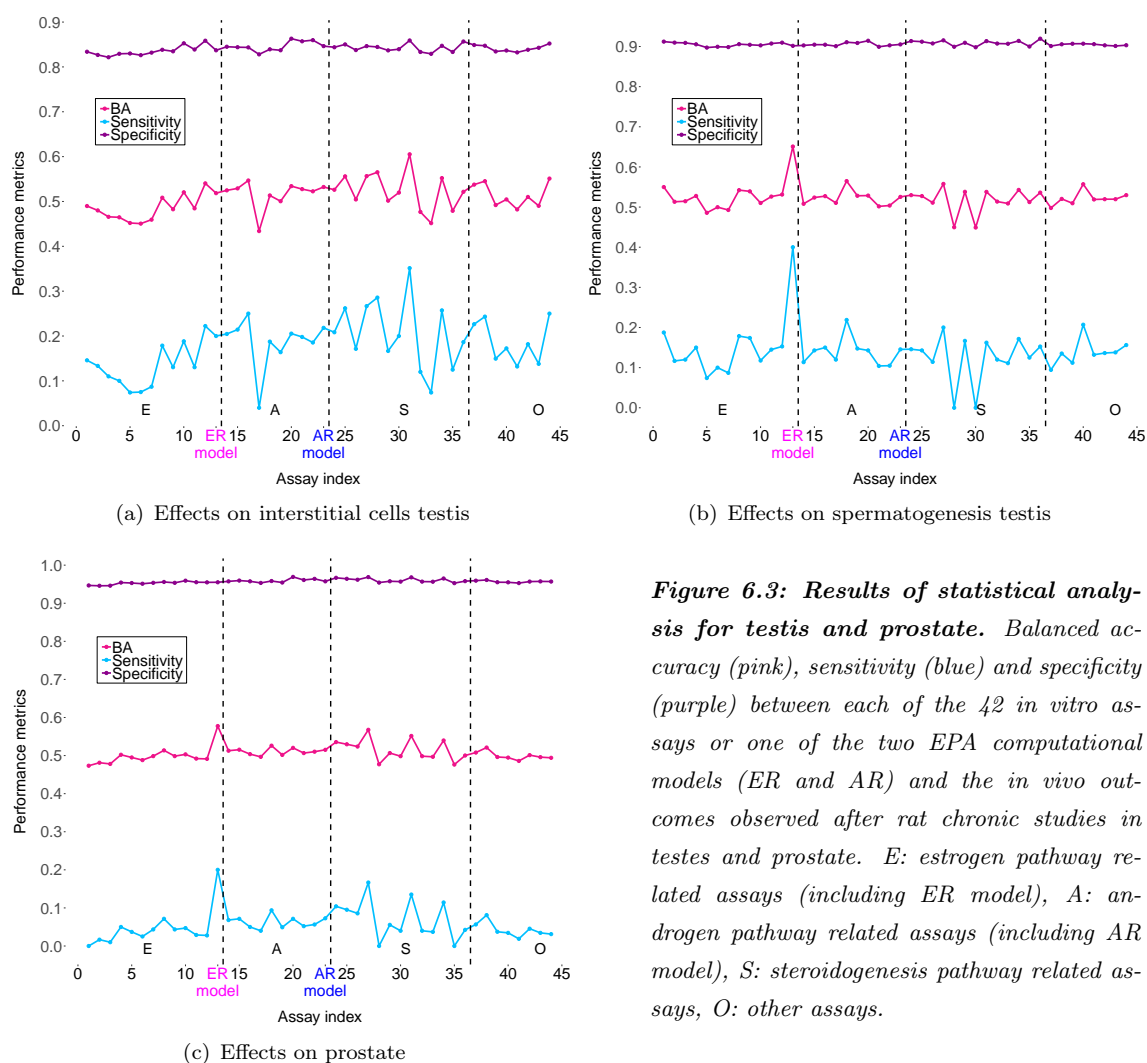 0.9
0.8
0.7
0.6
0.5
0.4
0.3
0.2
0.1
0.0
Performance metrics
BA
Sensitivity
Specificity
E
A
S
O
0 5 10 15 20 25 30 35 40 45
ER model
AR model
Assay index
(a) Effects on interstitial cells testis
0.9
0.8
0.7
0.6
0.5
0.4
0.3
0.2
0.1
0.0
Performance metrics
BA
Sensitivity
Specificity
E
A
S
O
0 5 10 15 20 25 30 35 40 45
ER model
AR model
Assay index
(b) Effects on spermatogenesis testis
1.0
0.9
0.8
0.7
0.6
0.5
0.4
0.3
0.2
0.1
0.0
Performance metrics
BA
Sensitivity
Specificity
E
A
S
O
0 5 10 15 20 25 30 35 40 45
ER model
AR model
Assay index
(c) Effects on prostate
Figure 6.3: Results of statistical analy-
sis for testis and prostate. Balanced ac-
curacy (pink), sensitivity (blue) and specificity
(purple) between each of the 42 in vitro as-
says or one of the two EPA computational
models (ER and AR) and the in vivo out-
comes observed after rat chronic studies in
testes and prostate. E: estrogen pathway re-
lated assays (including ER model), A: an-
drogen pathway related assays (including AR
model), S: steroidogenesis pathway related as-
says, O: other assays.